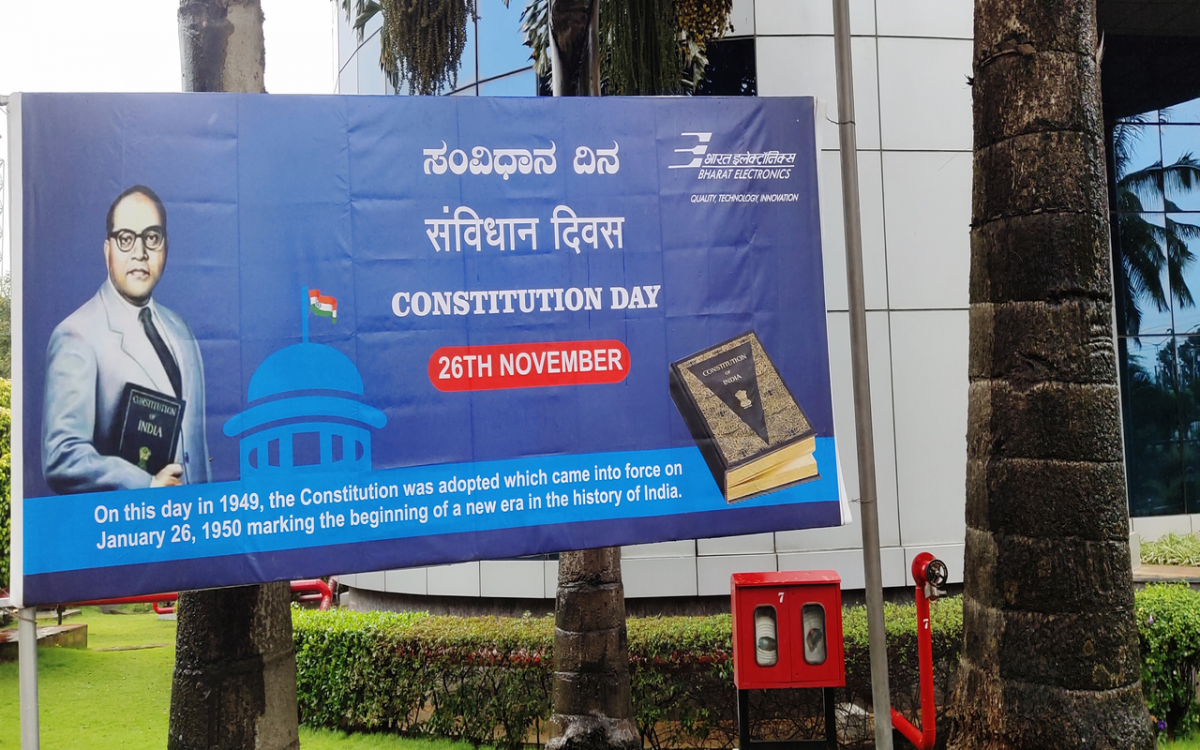 ಸಂವಿಧಾನ ದಿನ
भारत इलेक्ट्रॉनिक्स
BHARAT ELECTRONICS
QUALITY, TECHNOLOGY, INNOVATION
संविधान दिवस
CONSTITUTION DAY
26TH NOVEMBER
CONSTITUTION
OF
INDIA
CONSTITUTION
OF
INDIA
On this day in 1949, the Constitution was adopted which came into force on
January 26, 1950 marking the beginning of a new era in the history of India.
7
7